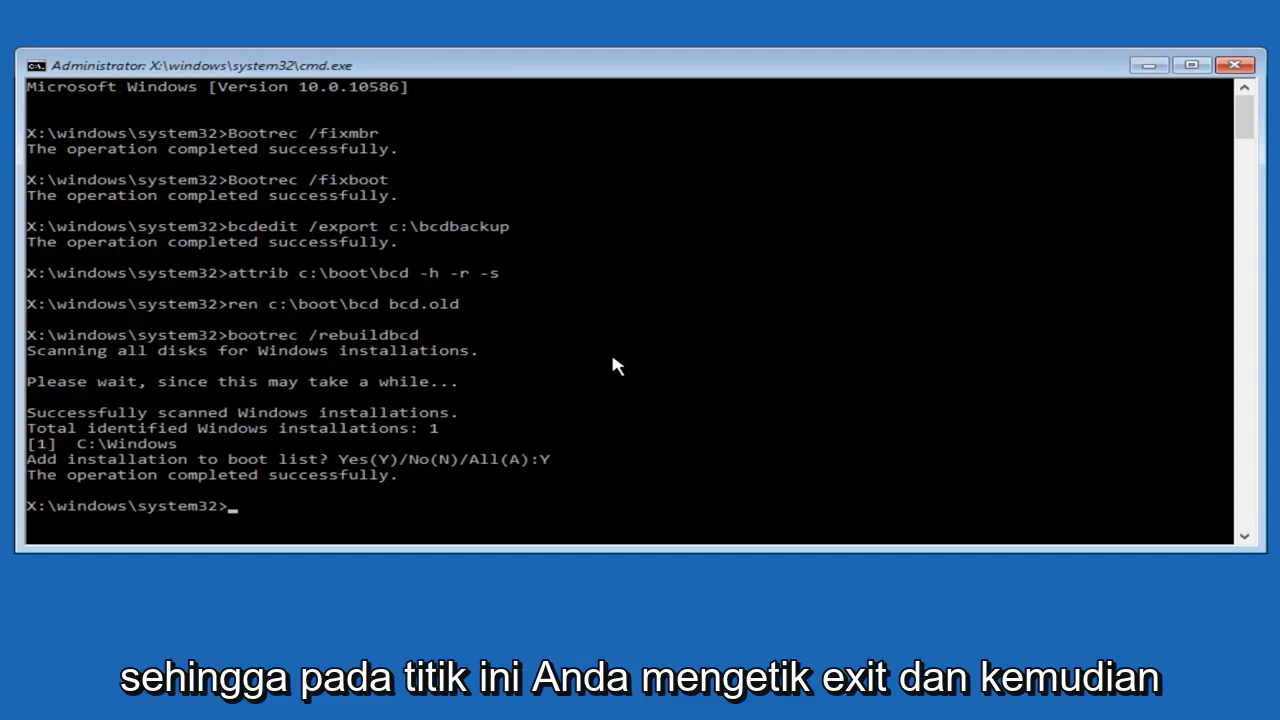 Administrator: X:\windows\system32\cmd.exe
Microsoft Windows [Version 10.0.10586]
X:\windows\system32>Bootrec /fixmbr
The operation completed successfully.
X:\windows\system32>Bootrec /fixboot
The operation completed successfully.
X:\windows\system32>bcdedit /export c:\bcdbackup
The operation completed successfully.
X:\windows\system32>attrib c:\boot\bcd -h -r -s
X:\windows\system32>ren c:\boot\bcd bcd.old
X:\windows\system32>bootrec /rebuildbcd
Scanning all disks for Windows installations.
Please wait, since this may take a while...
Successfully scanned Windows installations.
Total identified Windows installations: 1
[1]  C:\Windows
Add installation to boot list? Yes(Y)/No(N)/All(A):Y
The operation completed successfully.
X:\windows\system32>_
sehingga pada titik ini Anda mengetik exit dan kemudian